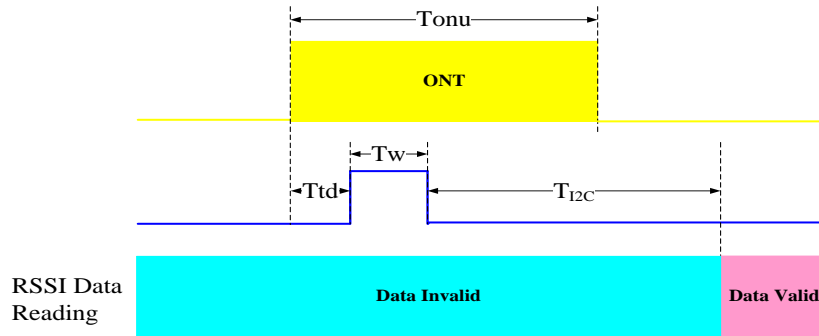 Tonu
ONT
Tw
Ttd
TI2C
RSSI Data
Reading
Data Invalid
Data Valid